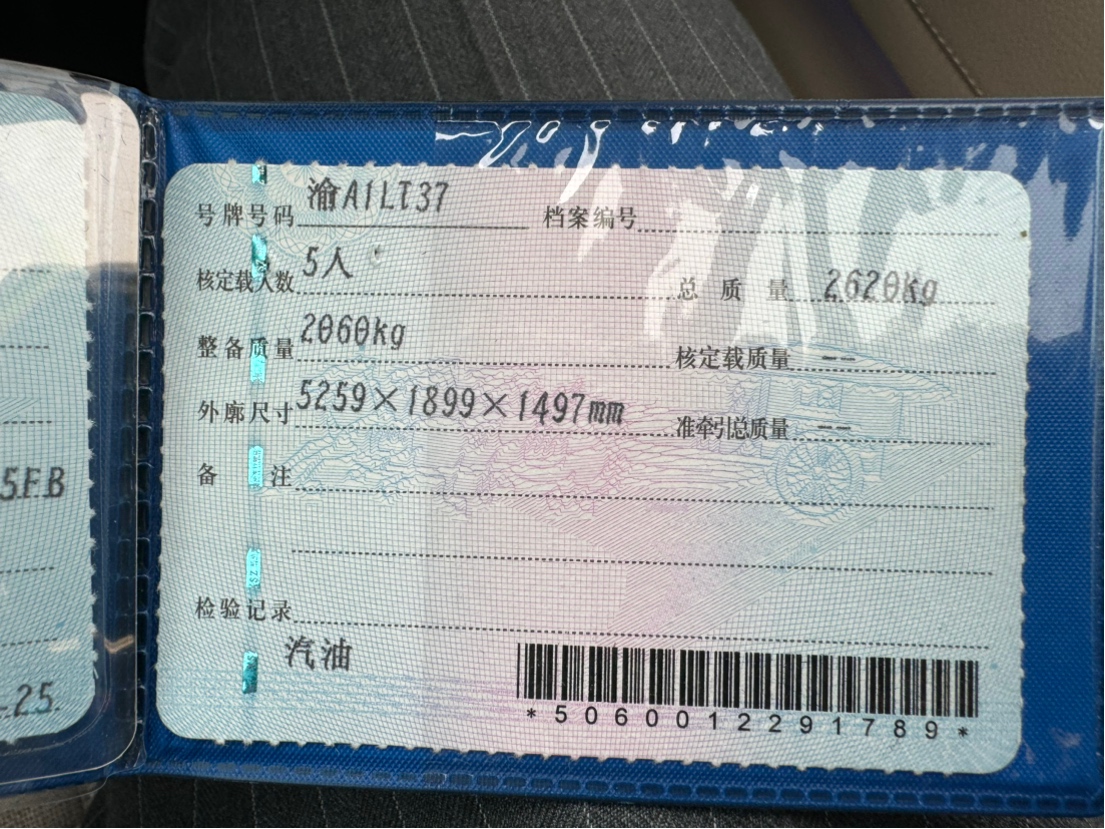 号牌号码 渝A1LT37 档案编号
核定载人数 5人 总质量 2620kg
整备质量 2060kg 核定载质量 --
外廓尺寸 5259×1899×1497mm 准牵引总质量 --
备注
检验记录
汽油
*5060012291789*
5.F.B
25.